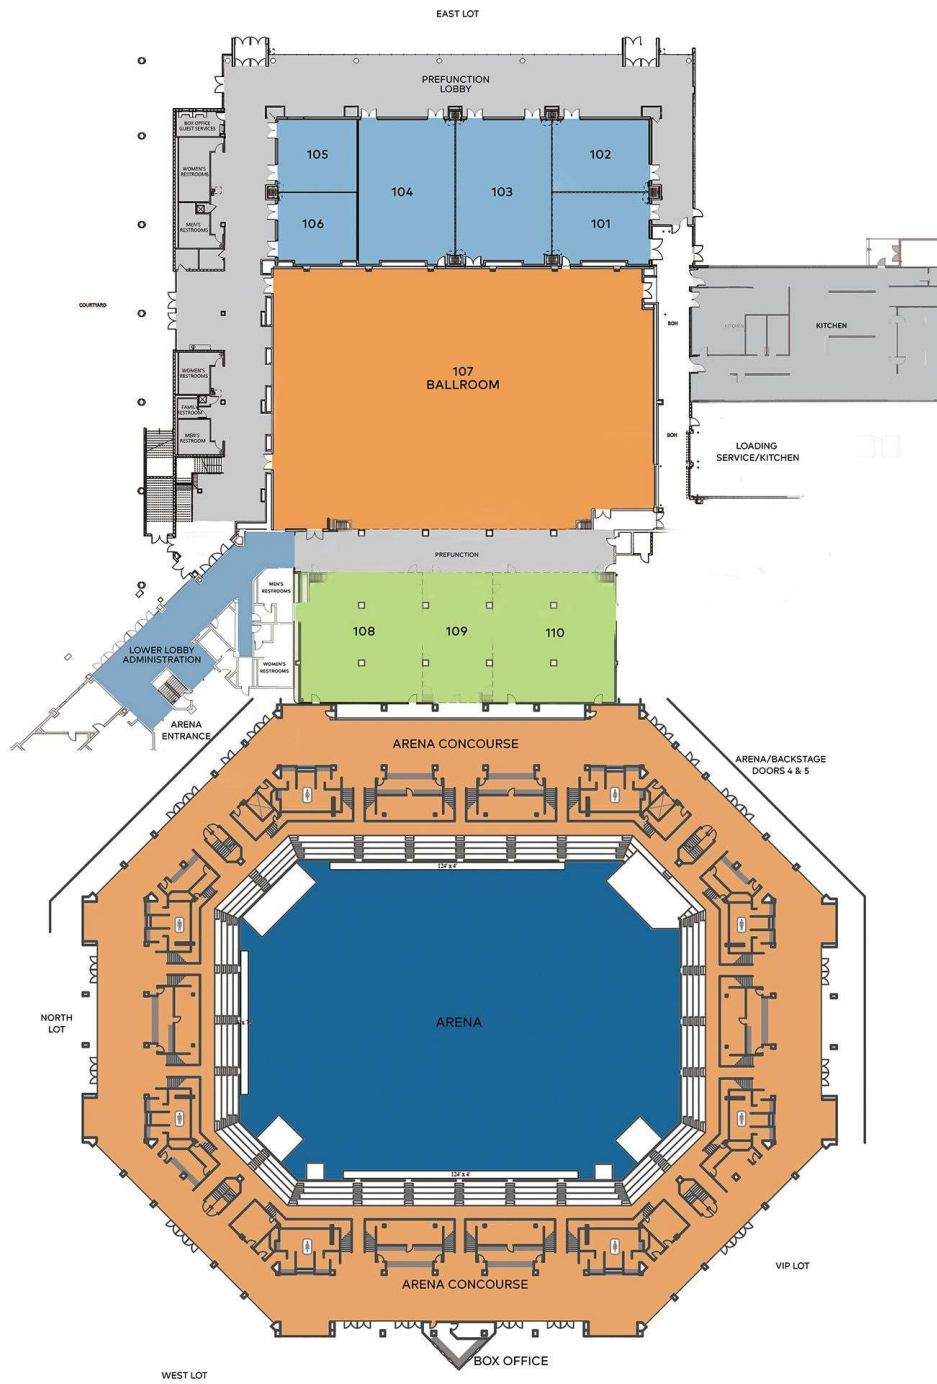 EAST LOT
PREFUNCTION
LOBBY
BOX OFFICE
GUEST SERVICES
105
102
WOMEN'S
RESTROOMS
104
103
106
101
MEN'S
RESTROOMS
COURTYARD
BOH
KITCHEN
KITCHEN
107
BALLROOM
WOMEN'S
RESTROOMS
FAMILY
RESTROOM
MEN'S
RESTROOM
BOH
LOADING
SERVICE/KITCHEN
PREFUNCTION
MEN'S
RESTROOMS
108
109
110
LOWER LOBBY
ADMINISTRATION
WOMEN'S
RESTROOMS
ARENA
ENTRANCE
ARENA CONCOURSE
ARENA/BACKSTAGE
DOORS 4 & 5
124' x 4'
NORTH
LOT
ARENA
124' x 4'
VIP LOT
ARENA CONCOURSE
BOX OFFICE
WEST LOT